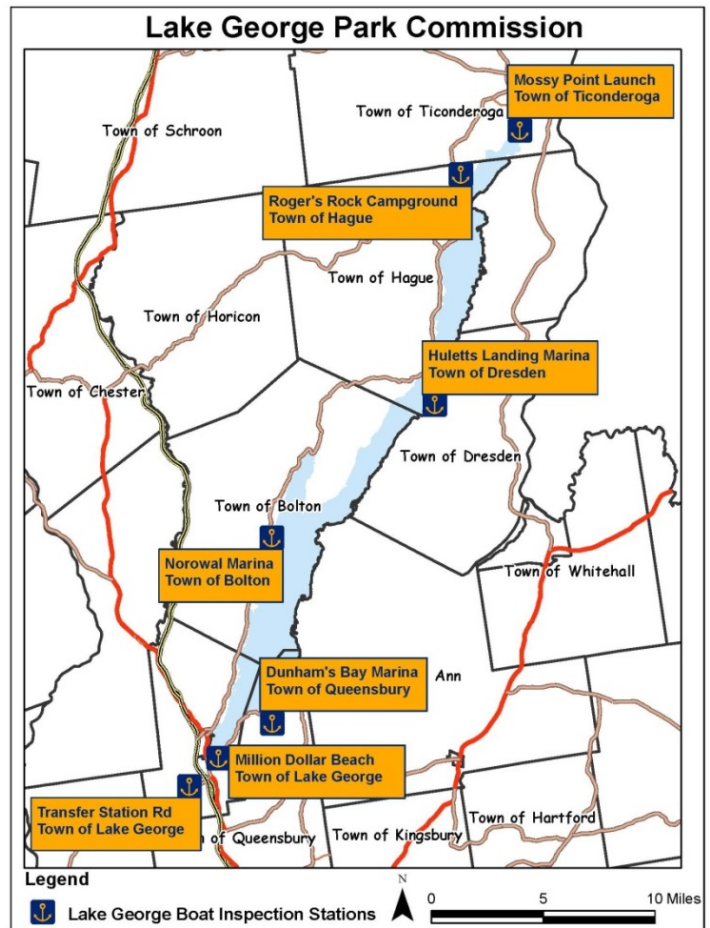 Lake George Park Commission
Mossy Point Launch
Town of Ticonderoga
Town of Ticonderoga
Town of Schroon
Roger's Rock Campground
Town of Hague
Town of Hague
Town of Horicon
Huletts Landing Marina
Town of Dresden
Town of Chester
Town of Dresden
Town of Bolton
Norowal Marina
Town of Bolton
Town of Whitehall
Dunham's Bay Marina
Town of Queensbury
Ann
Million Dollar Beach
Town of Lake George
Transfer Station Rd
Town of Lake George
of Queensbury
Town of Kingsbury
Town of Hartford
Legend
Lake George Boat Inspection Stations
N
0 5 10 Miles